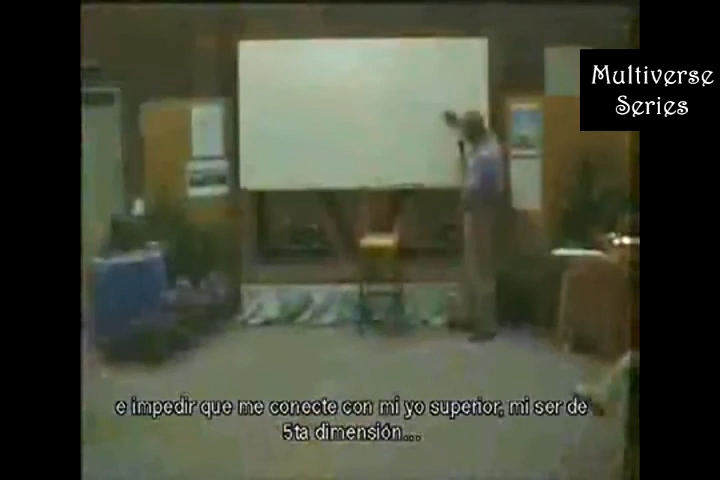 Multiverse
Series
e impedir que me conecte con mi yo superior, mi ser de
5ta dimensión...